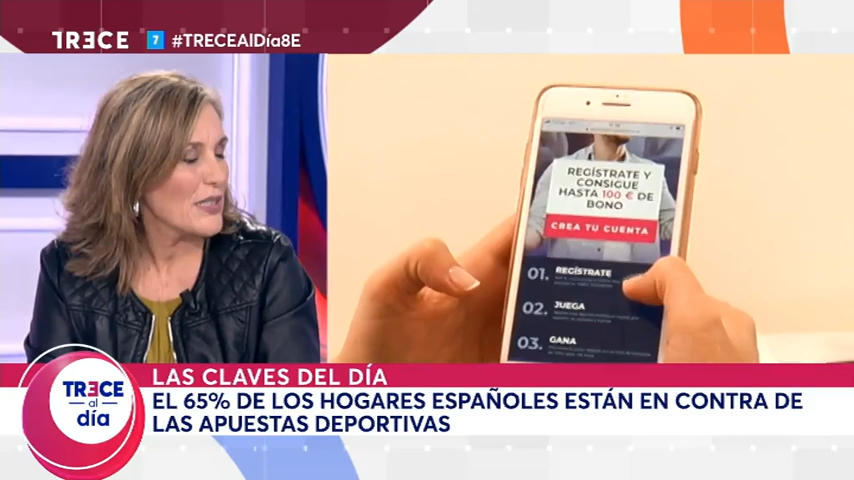 TRECE
#TRECEAlDía8E
REGÍSTRATE Y
CONSIGUE
HASTA 100 € DE
BONO
CREA TU CUENTA
01. REGÍSTRATE
02. JUEGA
03. GANA
LAS CLAVES DEL DÍA
TRECE
al
día
EL 65% DE LOS HOGARES ESPAÑOLES ESTÁN EN CONTRA DE
LAS APUESTAS DEPORTIVAS